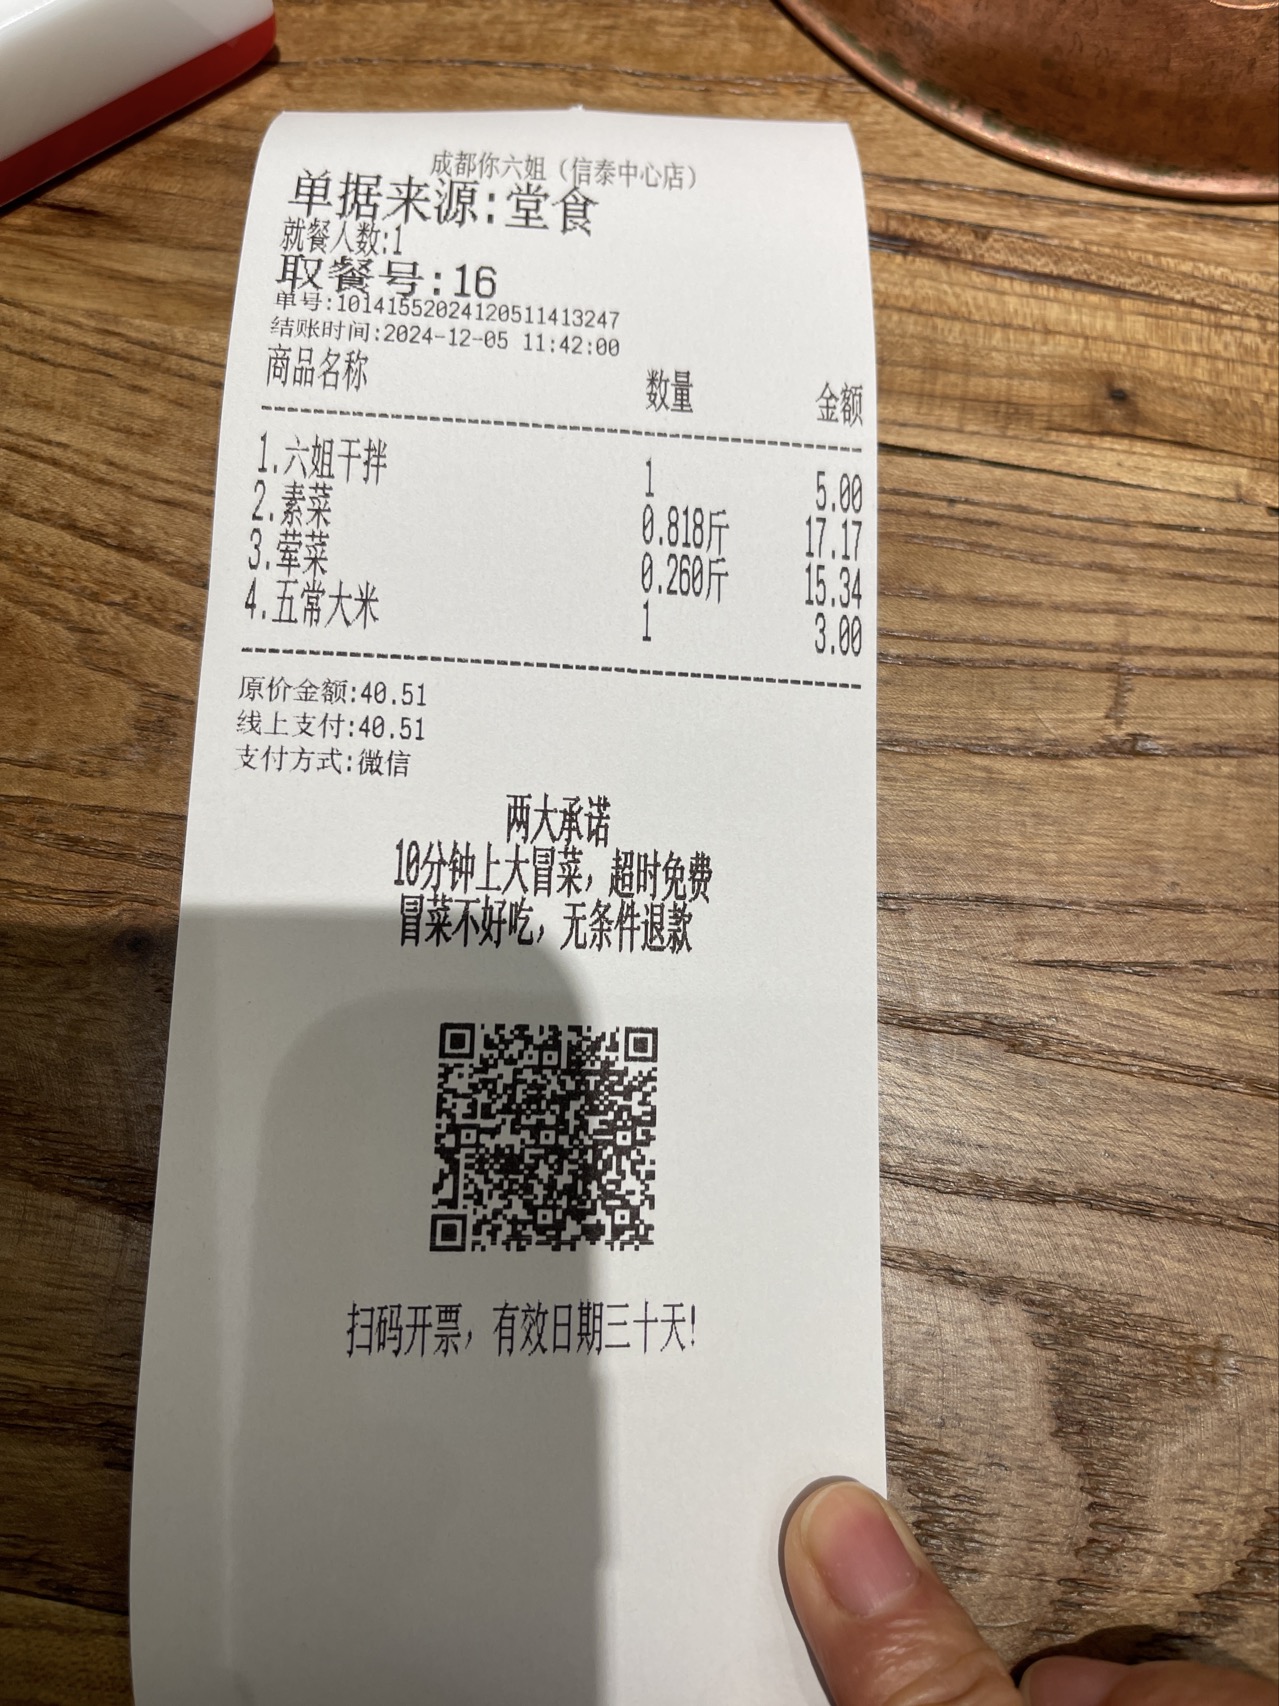 成都你六姐（信泰中心店）
单据来源:堂食
就餐人数:1
取餐号:16
单号:10141552024120511413247
结账时间:2024-12-05 11:42:00
商品名称 数量 金额
1.六姐干拌 1 5.00
2.素菜 0.818斤 17.17
3.荤菜 0.260斤 15.34
4.五常大米 1 3.00
原价金额:40.51
线上支付:40.51
支付方式:微信
两大承诺
10分钟上大冒菜，超时免费
冒菜不好吃，无条件退款
扫码开票，有效日期三十天!